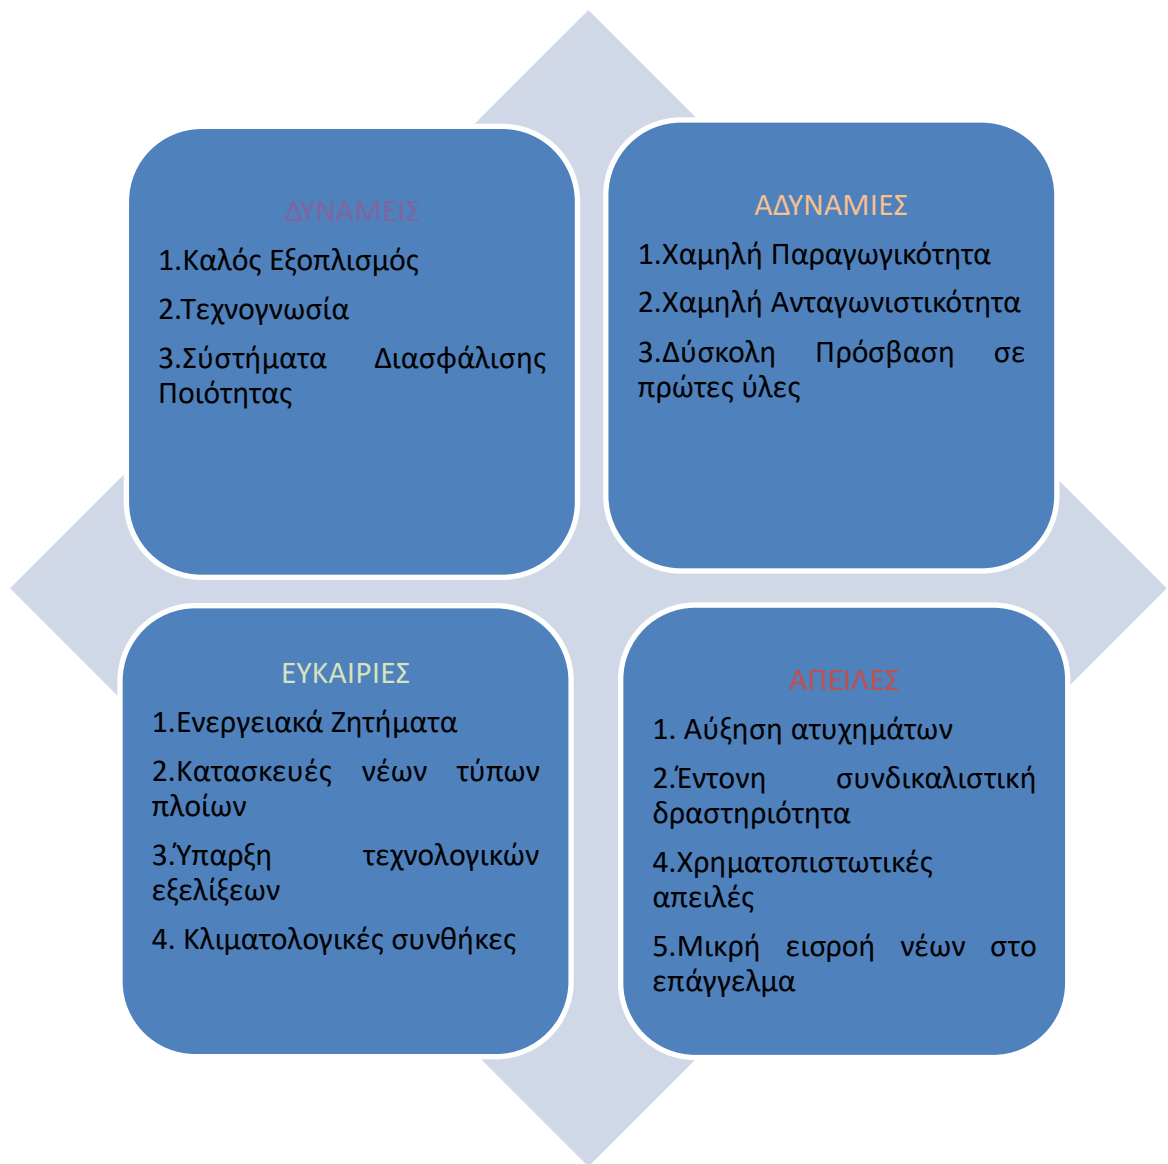 ΔΥΝΑΜΕΙΣ
1.Καλός Εξοπλισμός
2.Τεχνογνωσία
3.Σύστήματα Διασφάλισης
Ποιότητας
ΑΔΥΝΑΜΙΕΣ
1.Χαμηλή Παραγωγικότητα
2.Χαμηλή Ανταγωνιστικότητα
3.Δύσκολη Πρόσβαση σε
πρώτες ύλες
ΕΥΚΑΙΡΙΕΣ
1.Ενεργειακά Ζητήματα
2.Κατασκευές νέων τύπων
πλοίων
3.Ύπαρξη τεχνολογικών
εξελίξεων
4. Κλιματολογικές συνθήκες
ΑΠΕΙΛΕΣ
1. Αύξηση ατυχημάτων
2.Έντονη συνδικαλιστική
δραστηριότητα
4.Χρηματοπιστωτικές
απειλές
5.Μικρή εισροή νέων στο
επάγγελμα